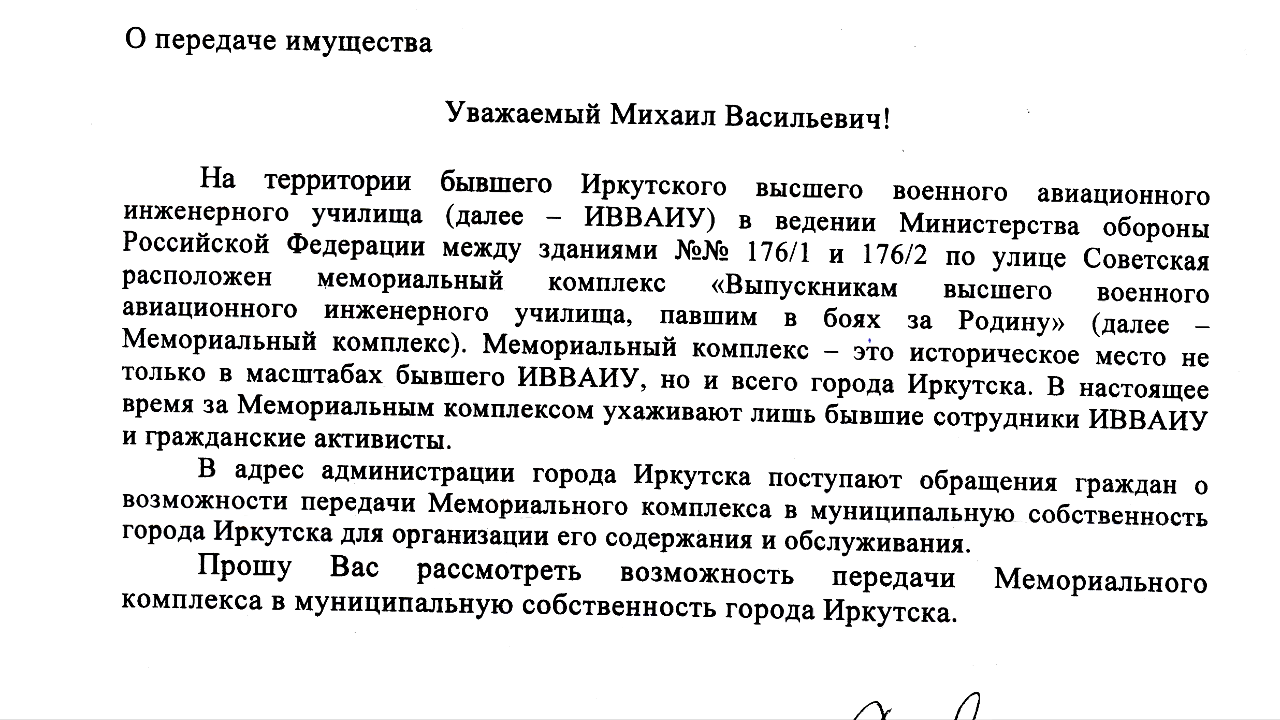 О передаче имущества
Уважаемый Михаил Васильевич!
На территории бывшего Иркутского высшего военного авиационного
инженерного училища (далее – ИВВАИУ) в ведении Министерства обороны
Российской Федерации между зданиями №№ 176/1 и 176/2 по улице Советская
расположен мемориальный комплекс «Выпускникам высшего военного
авиационного инженерного училища, павшим в боях за Родину» (далее –
Мемориальный комплекс). Мемориальный комплекс – это историческое место не
только в масштабах бывшего ИВВАИУ, но и всего города Иркутска. В настоящее
время за Мемориальным комплексом ухаживают лишь бывшие сотрудники ИВВАИУ
и гражданские активисты.
В адрес администрации города Иркутска поступают обращения граждан о
возможности передачи Мемориального комплекса в муниципальную собственность
города Иркутска для организации его содержания и обслуживания.
Прошу Вас рассмотреть возможность передачи Мемориального
комплекса в муниципальную собственность города Иркутска.